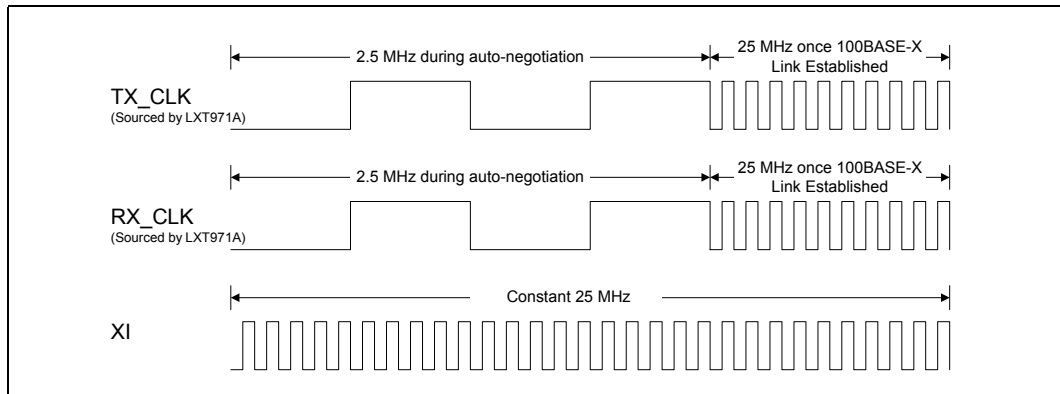 2.5 MHz during auto-negotiation
25 MHz once 100BASE-X
Link Established
TX_CLK
(Sourced by LXT971A)
2.5 MHz during auto-negotiation
25 MHz once 100BASE-X
Link Established
RX_CLK
(Sourced by LXT971A)
Constant 25 MHz
XI